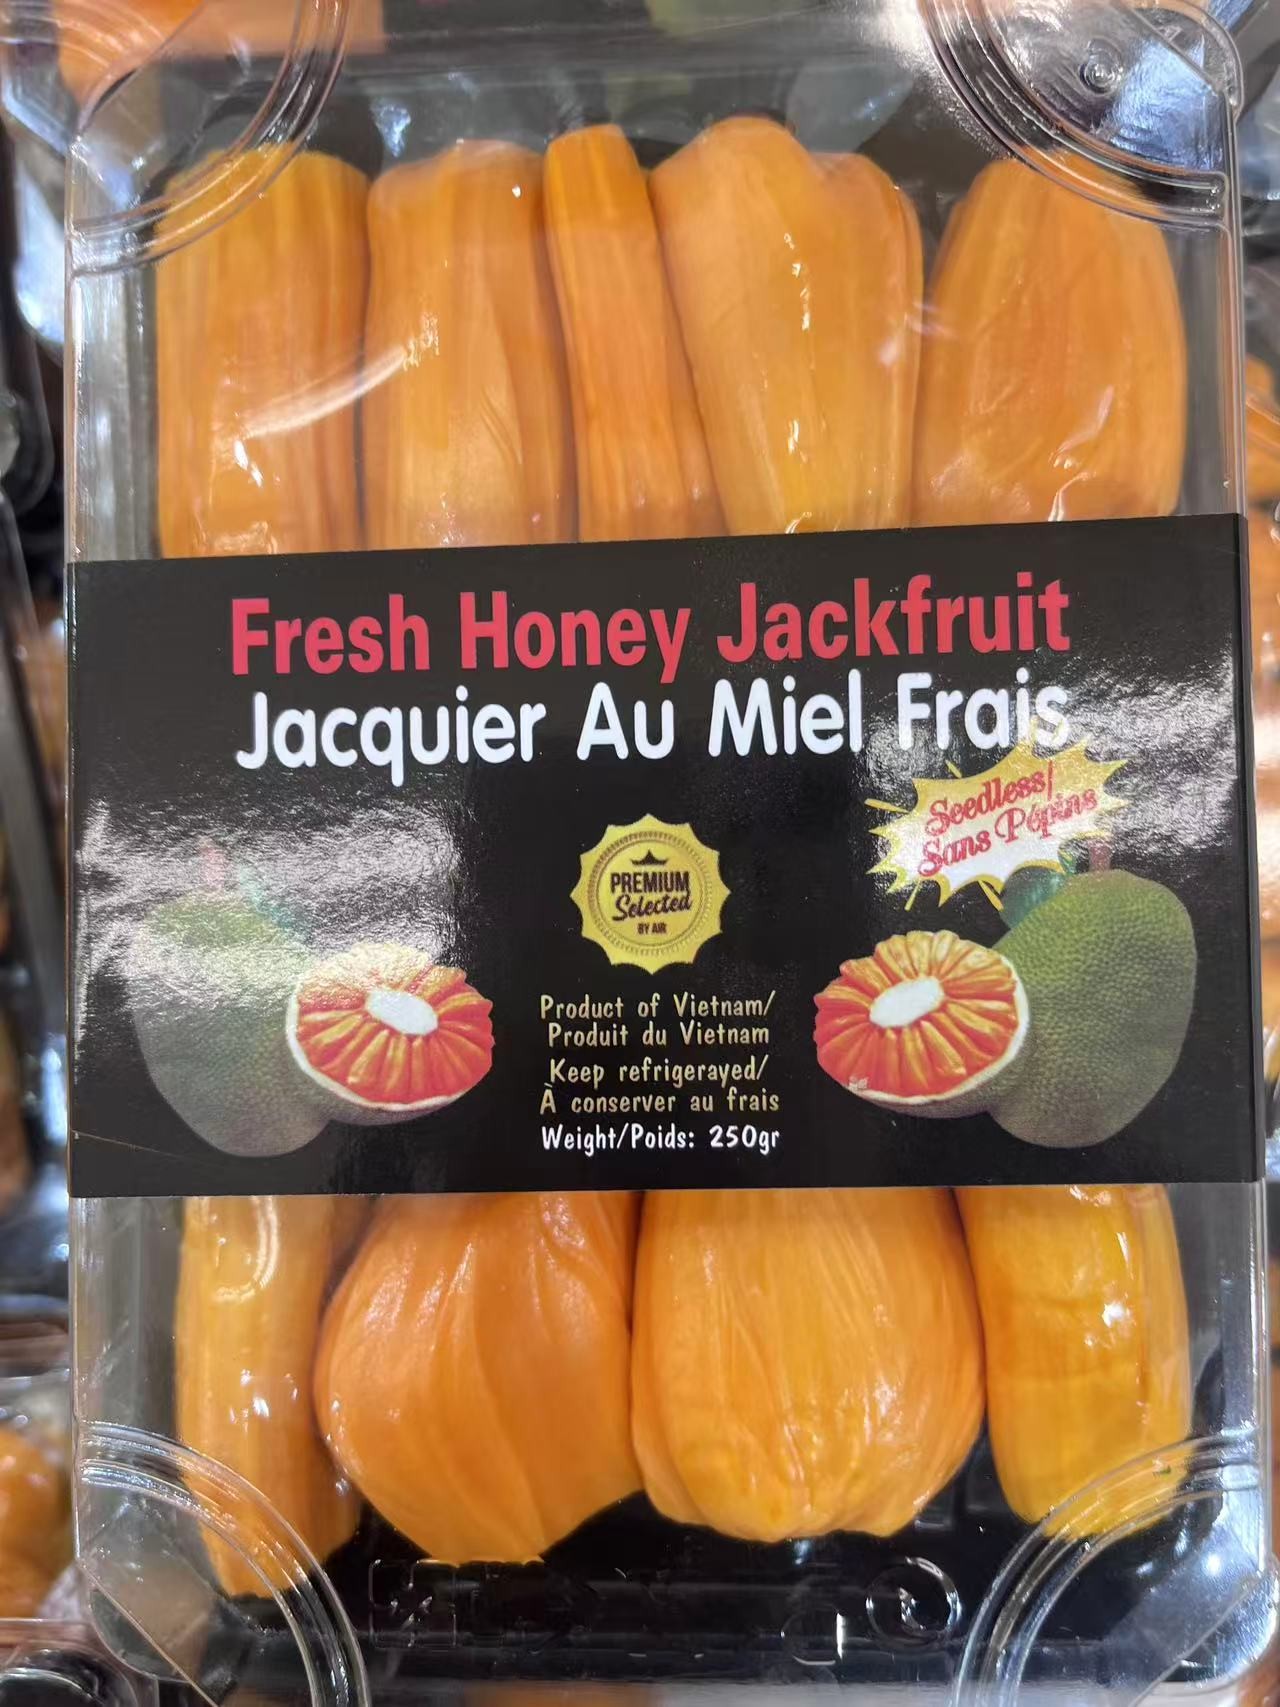 Fresh Honey Jackfruit
Jacquier Au Miel Frais
Seedless/
Sans Pépins
PREMIUM
Selected
BY AIR
Product of Vietnam/
Produit du Vietnam
Keep refrigerayed/
À conserver au frais
Weight/Poids: 250gr